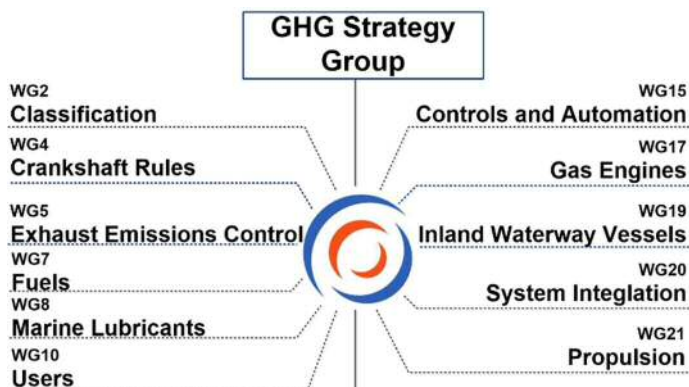 GHG Strategy
Group
WG2
Classification
WG4
Crankshaft Rules
WG5
Exhaust Emissions Control
WG7
Fuels
WG8
Marine Lubricants
WG10
Users
WG15
Controls and Automation
WG17
Gas Engines
WG19
Inland Waterway Vessels
WG20
System Integlation
WG21
Propulsion